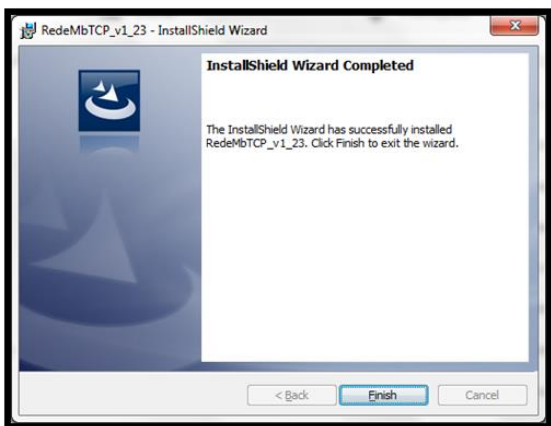 RedeMbTCP_v1_23 - InstallShield Wizard
InstallShield Wizard Completed
The InstallShield Wizard has successfully installed
RedeMbTCP_v1_23. Click Finish to exit the wizard.
< Back
Finish
Cancel